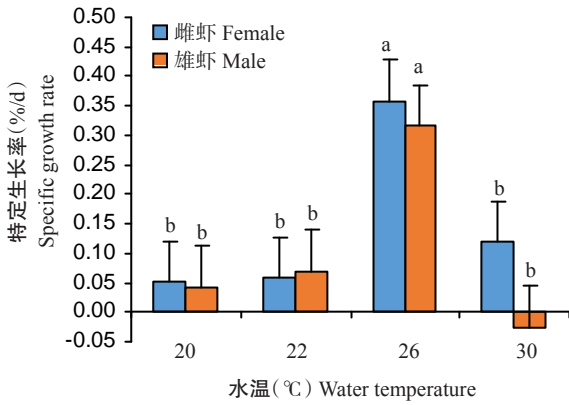 特定生长率(%/d)
Specific growth rate
0.50
0.45
0.40
0.35
0.30
0.25
0.20
0.15
0.10
0.05
0.00
-0.05
雌虾 Female
雄虾 Male
b b b b a a b b
20 22 26 30
水温(℃) Water temperature